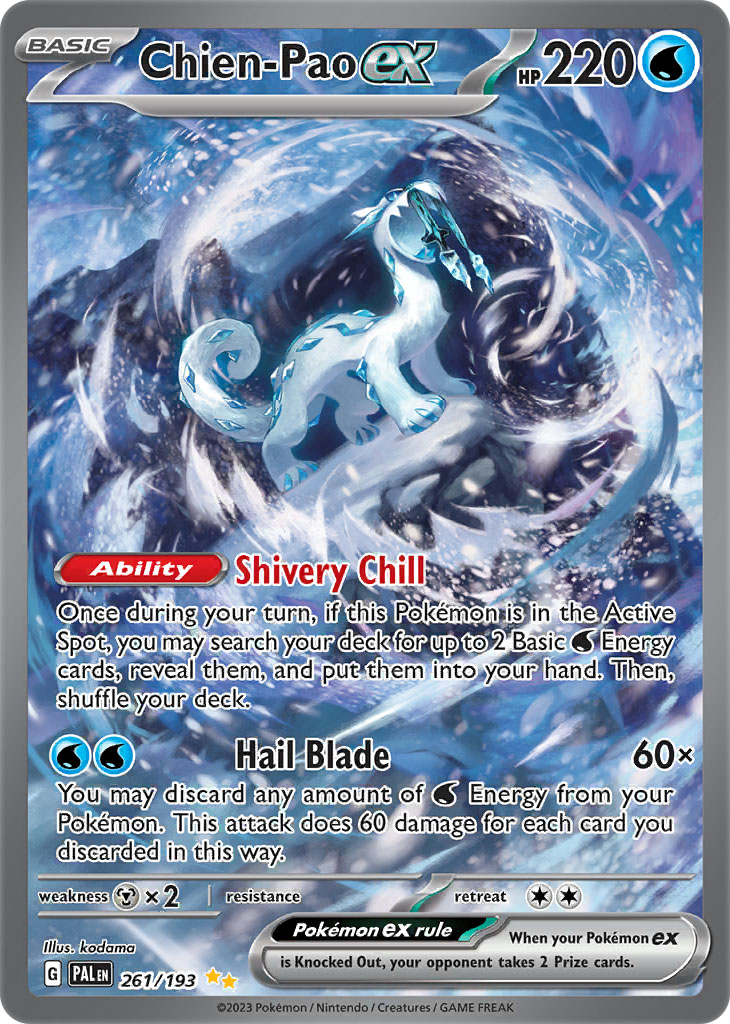 BASIC
Chien-Pao ex
HP 220
Ability Shivery Chill
Once during your turn, if this Pokémon is in the Active
Spot, you may search your deck for up to 2 Basic Energy
cards, reveal them, and put them into your hand. Then,
shuffle your deck.
Hail Blade 60×
You may discard any amount of Energy from your
Pokémon. This attack does 60 damage for each card you
discarded in this way.
weakness ×2 resistance retreat
Pokémon ex rule When your Pokémon ex
is Knocked Out, your opponent takes 2 Prize cards.
Illus. kodama
G PAL EN 261/193
©2023 Pokémon / Nintendo / Creatures / GAME FREAK